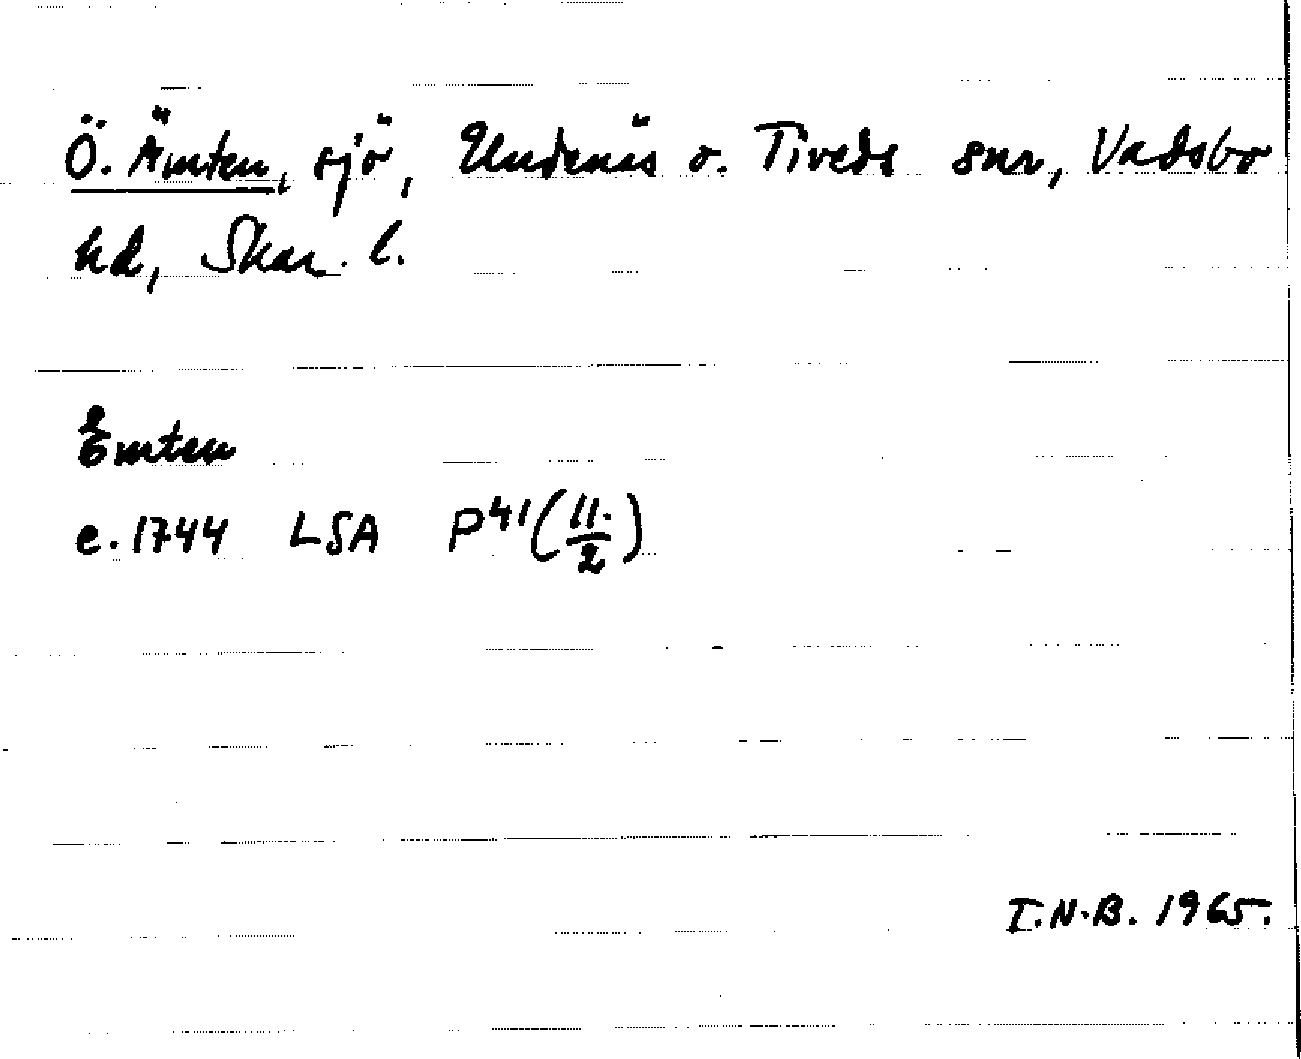 Ö. Ämten, sjö, Undenäs o. Tiveds snr, Vadsbo
hd, Skar. l.
Emten
c. 1744 LSA P41(11./2)
I.N.B. 1965.